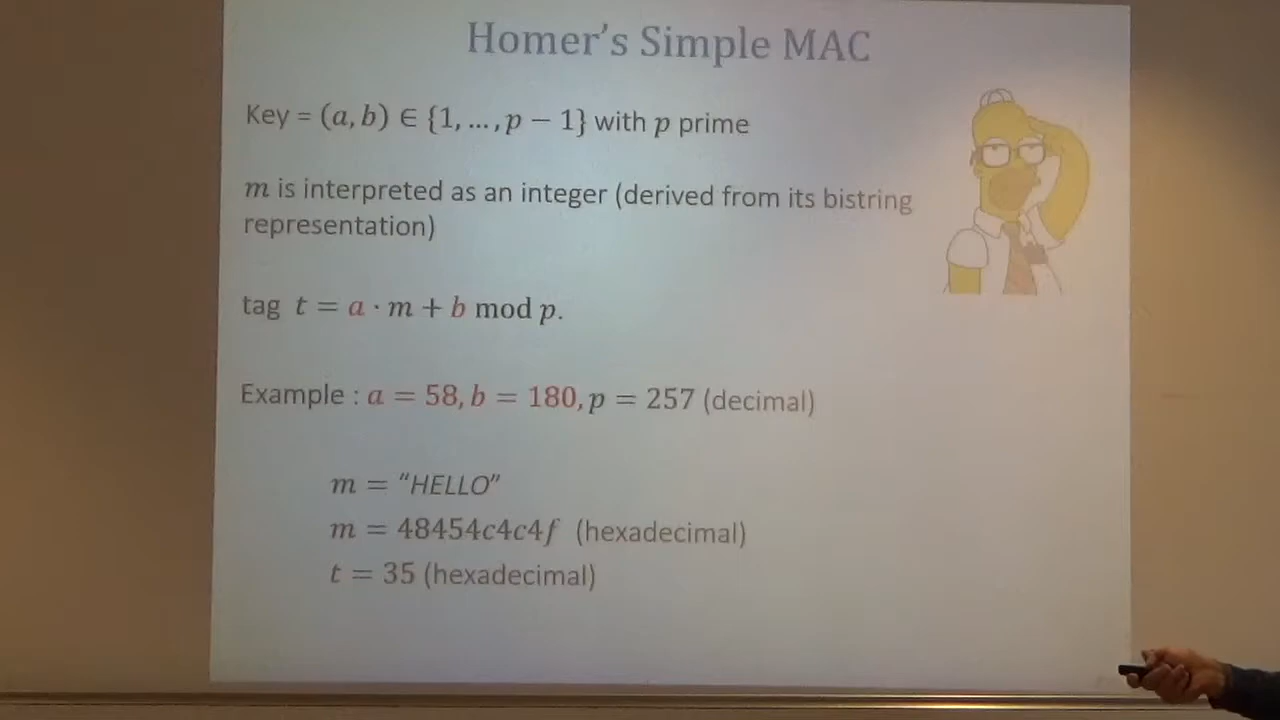 Homer's Simple MAC
Key = (a, b) ∈ {1, …, p − 1} with p prime
m is interpreted as an integer (derived from its bistring
representation)
tag t = a · m + b mod p.
Example : a = 58, b = 180, p = 257 (decimal)
m = "HELLO"
m = 48454c4c4f (hexadecimal)
t = 35 (hexadecimal)